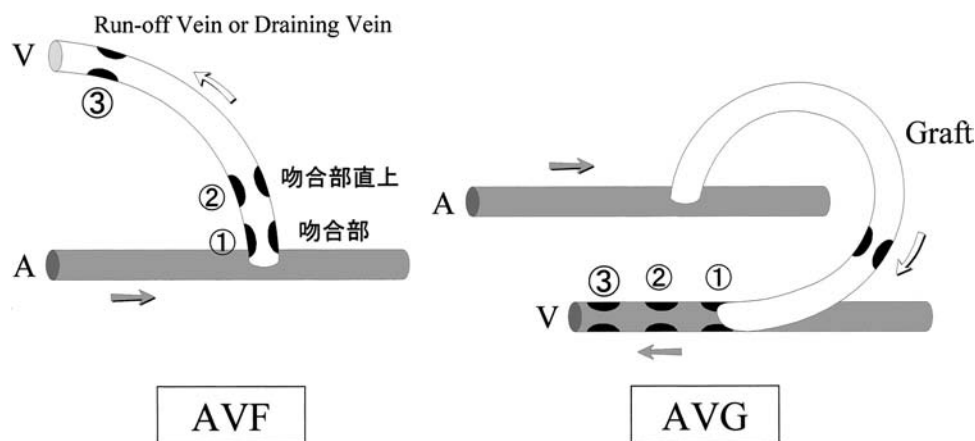 Run-off Vein or Draining Vein
V
③
②
吻合部直上
①
吻合部
A
AVF
Graft
A
③ ② ①
V
AVG